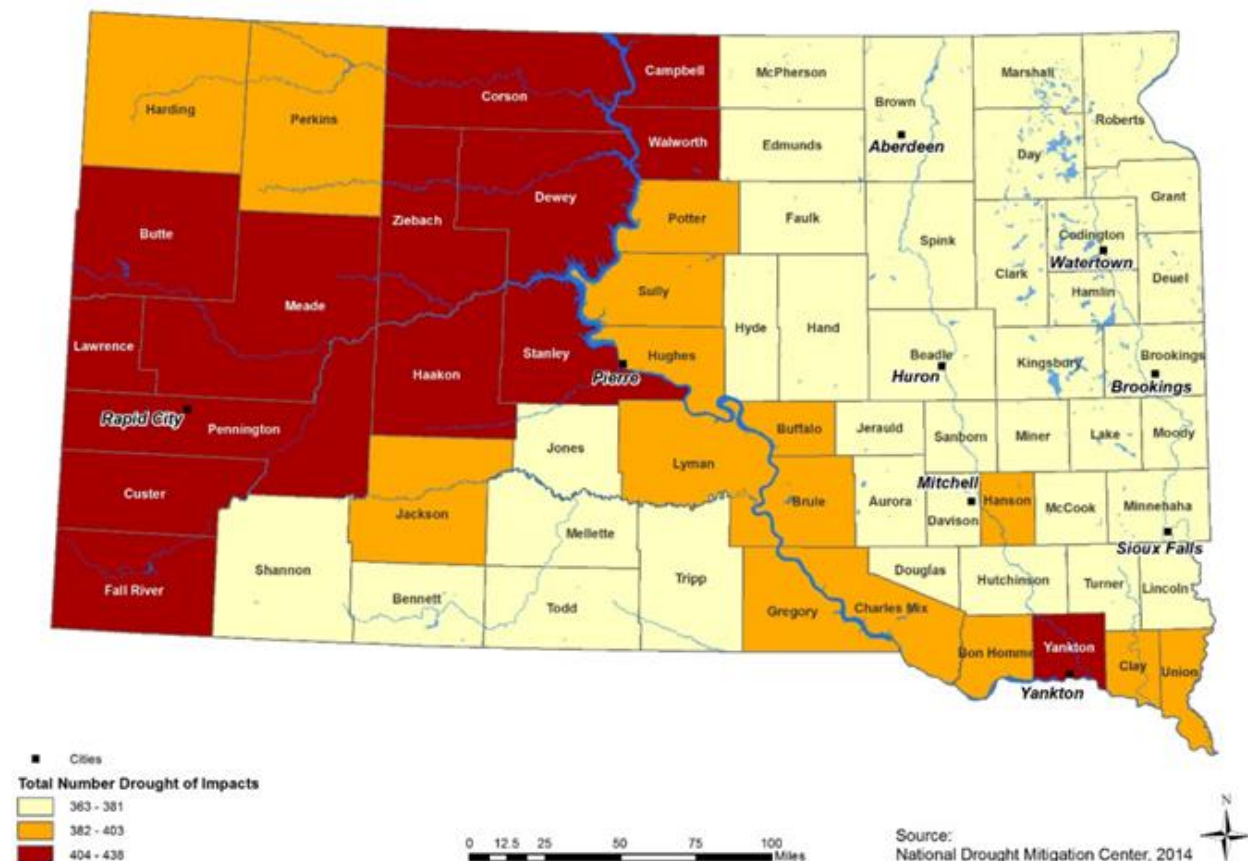 Harding
Perkins
Corson
Campbell
McPherson
Brown
Marshall
Roberts
Walworth
Edmunds
Aberdeen
Day
Grant
Butte
Ziebach
Dewey
Potter
Faulk
Spink
Clark
Codington
Watertown
Hamlin
Deuel
Meade
Sully
Hyde
Hand
Lawrence
Haakon
Stanley
Hughes
Pierre
Beadle
Huron
Kingsbury
Brookings
Brookings
Rapid City
Pennington
Jones
Lyman
Buffalo
Jerauld
Sanborn
Miner
Lake
Moody
Custer
Jackson
Mellette
Brule
Aurora
Mitchell
Davison
Hanson
McCook
Minnehaha
Sioux Falls
Fall River
Shannon
Bennett
Todd
Tripp
Gregory
Charles Mix
Douglas
Hutchinson
Turner
Lincoln
Bon Homme
Yankton
Yankton
Clay
Union
Cities
Total Number Drought of Impacts
363 - 381
382 - 403
404 - 438
0 12.5 25 50 75 100
Miles
Source:
National Drought Mitigation Center, 2014
N